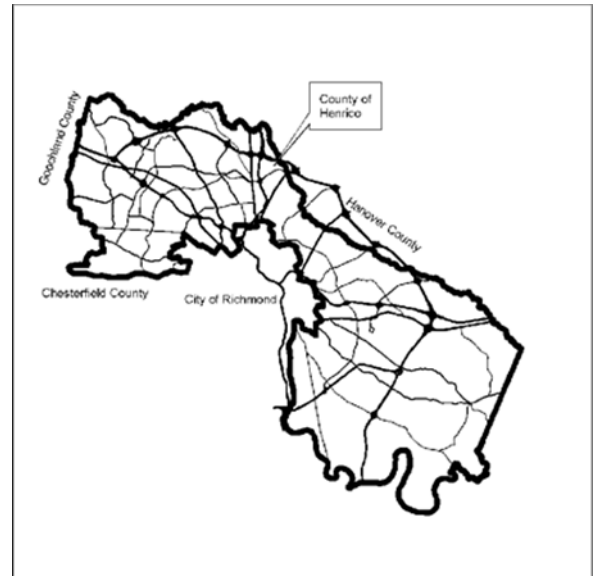 County of
Henrico
Goochland County
Hanover County
Chesterfield County
City of Richmond